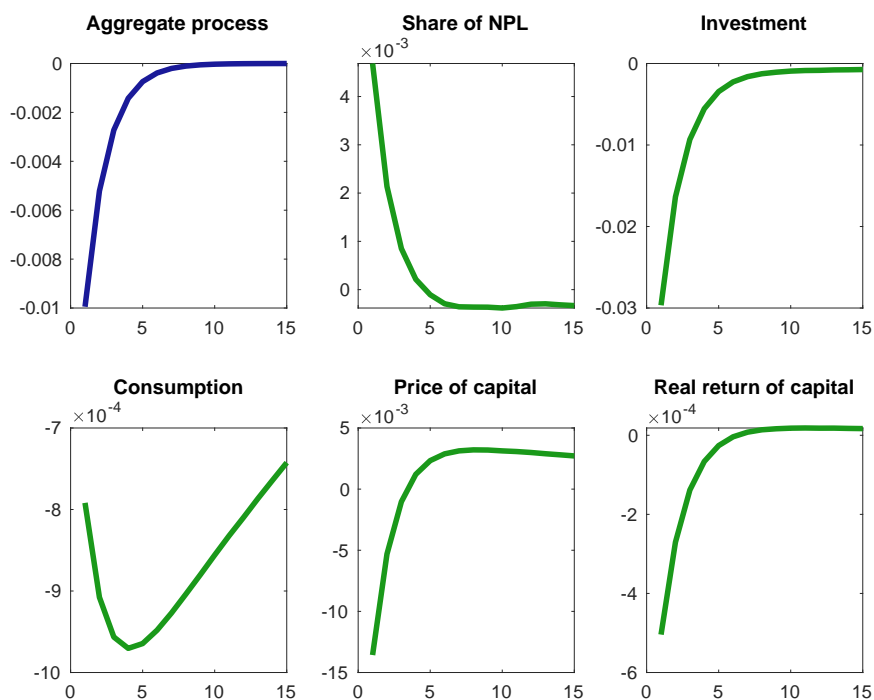 Aggregate process
0
-0.002
-0.004
-0.006
-0.008
-0.01
0 5 10 15
Share of NPL
×10^-3
4
3
2
1
0
0 5 10 15
Investment
0
-0.01
-0.02
-0.03
0 5 10 15
Consumption
×10^-4
-7
-8
-9
-10
0 5 10 15
Price of capital
×10^-3
5
0
-5
-10
-15
0 5 10 15
Real return of capital
×10^-4
0
-2
-4
-6
0 5 10 15